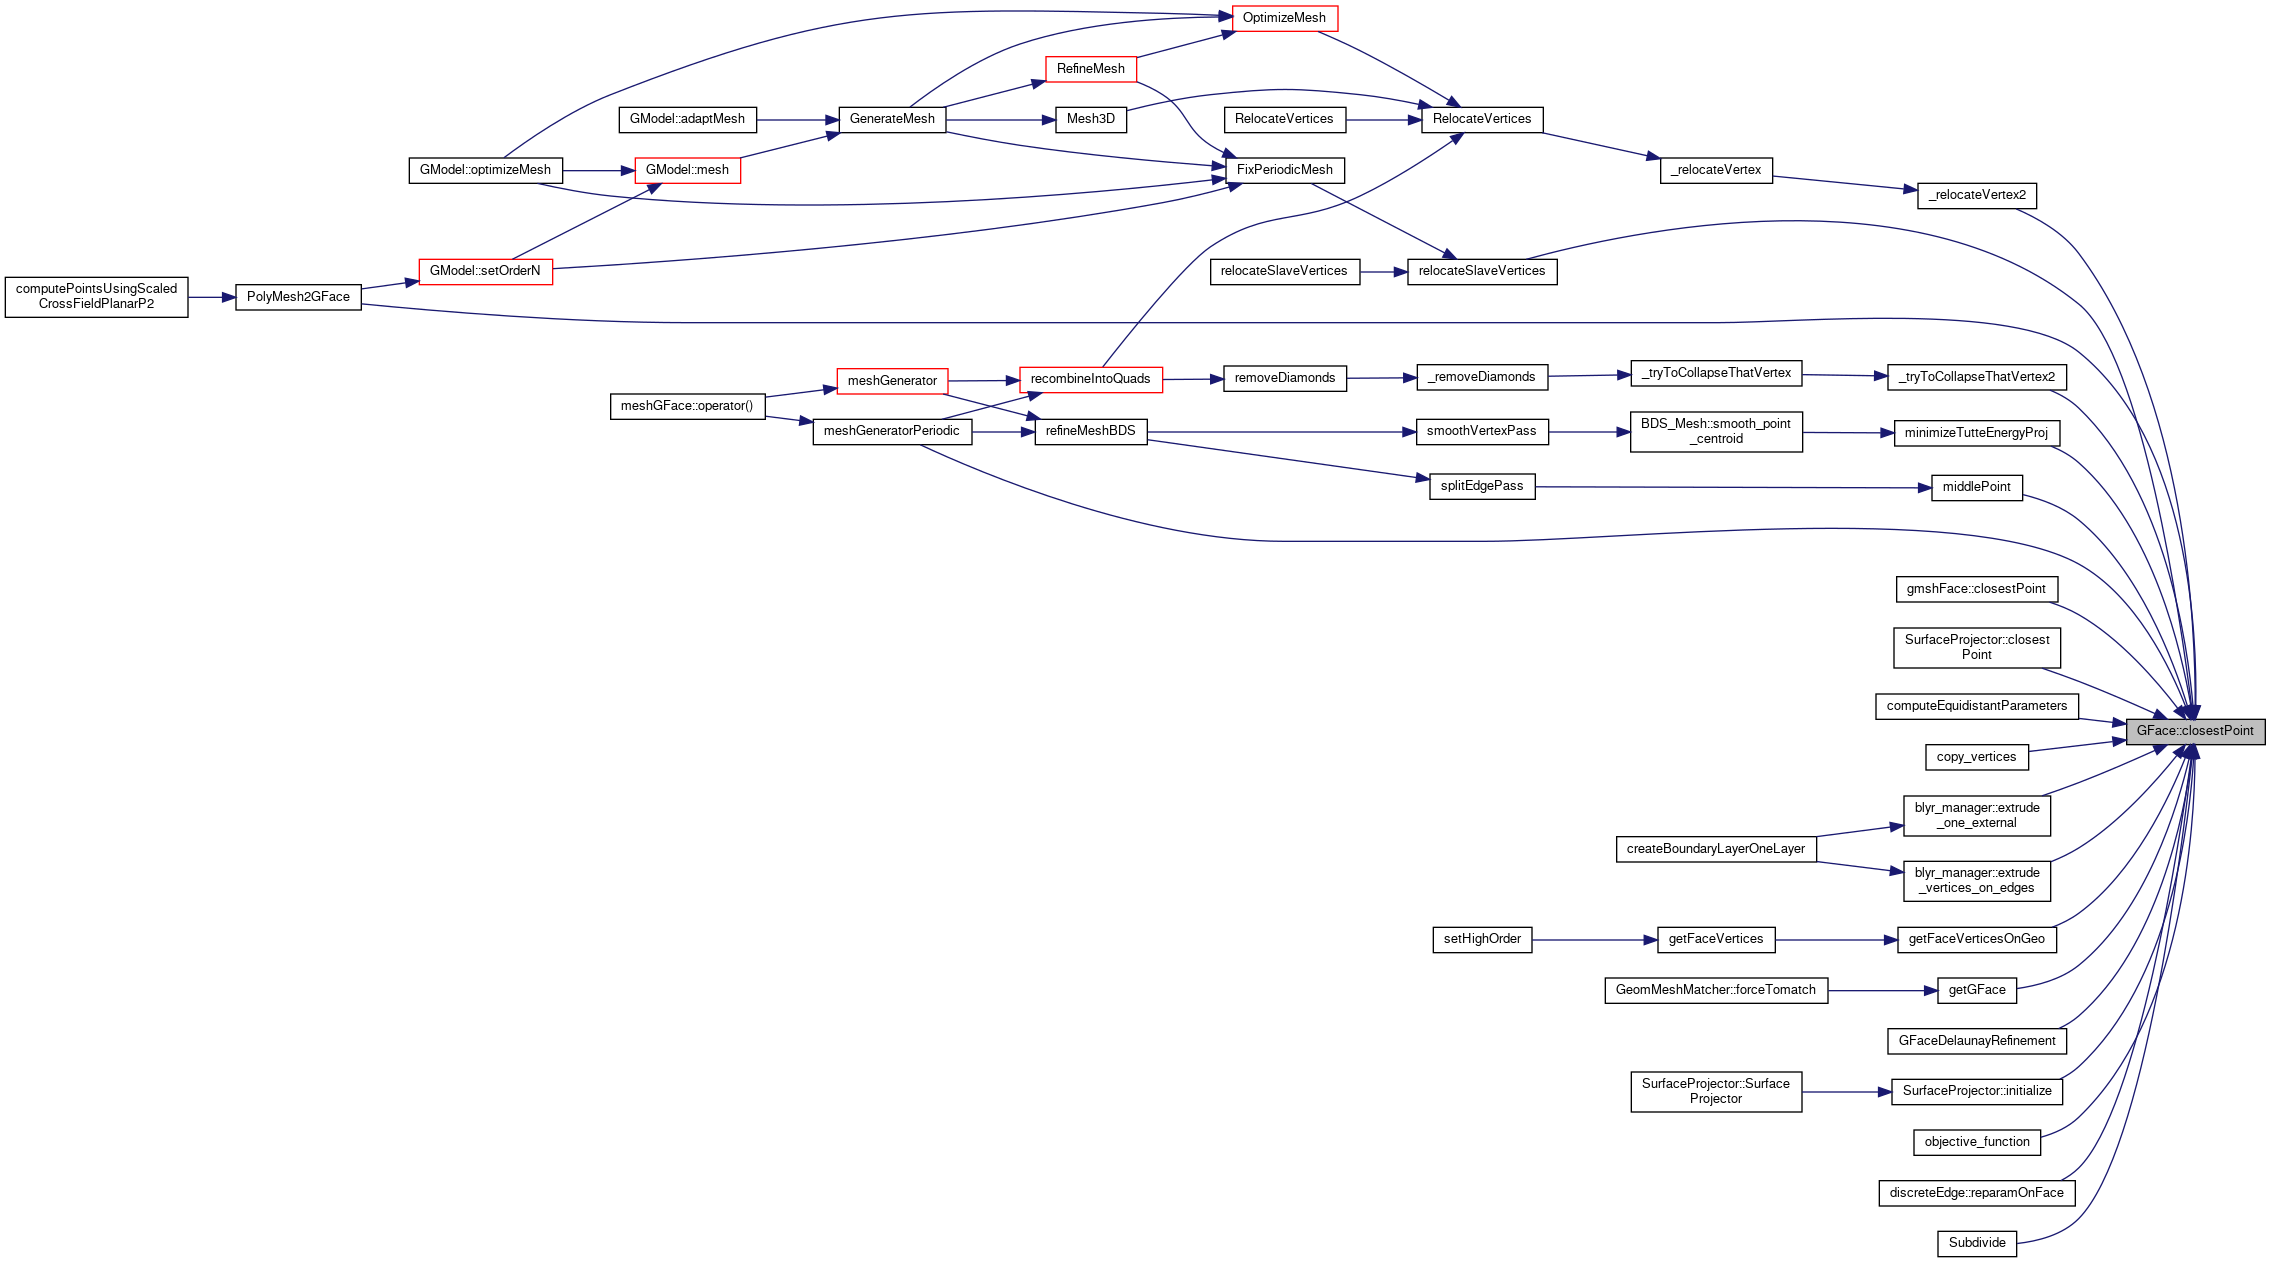 OptimizeMesh
RefineMesh
GModel::adaptMesh
GenerateMesh
Mesh3D
RelocateVertices
RelocateVertices
GModel::optimizeMesh
GModel::mesh
FixPeriodicMesh
_relocateVertex
_relocateVertex2
GModel::setOrderN
relocateSlaveVertices
relocateSlaveVertices
computePointsUsingScaled
CrossFieldPlanarP2
PolyMesh2GFace
meshGenerator
recombineIntoQuads
removeDiamonds
_removeDiamonds
_tryToCollapseThatVertex
_tryToCollapseThatVertex2
meshGFace::operator()
meshGeneratorPeriodic
refineMeshBDS
smoothVertexPass
BDS_Mesh::smooth_point
_centroid
minimizeTutteEnergyProj
splitEdgePass
middlePoint
gmshFace::closestPoint
SurfaceProjector::closest
Point
computeEquidistantParameters
GFace::closestPoint
copy_vertices
blyr_manager::extrude
_one_external
createBoundaryLayerOneLayer
blyr_manager::extrude
_vertices_on_edges
setHighOrder
getFaceVertices
getFaceVerticesOnGeo
GeomMeshMatcher::forceTomatch
getGFace
GFaceDelaunayRefinement
SurfaceProjector::Surface
Projector
SurfaceProjector::initialize
objective_function
discreteEdge::reparamOnFace
Subdivide